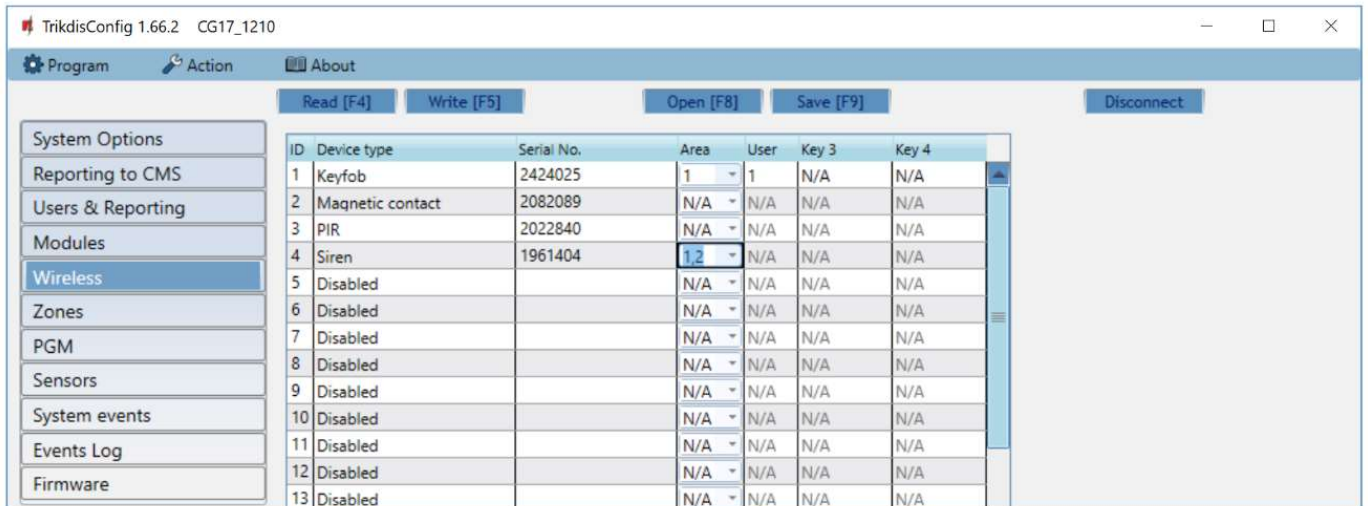 TrikdisConfig 1.66.2 CG17_1210
Program Action About
Read [F4] Write [F5] Open [F8] Save [F9] Disconnect
System Options
Reporting to CMS
Users & Reporting
Modules
Wireless
Zones
PGM
Sensors
System events
Events Log
Firmware
ID Device type Serial No. Area User Key 3 Key 4
1 Keyfob 2424025 1 1 N/A N/A
2 Magnetic contact 2082089 N/A N/A N/A N/A
3 PIR 2022840 N/A N/A N/A N/A
4 Siren 1961404 1,2 N/A N/A N/A
5 Disabled N/A N/A N/A N/A
6 Disabled N/A N/A N/A N/A
7 Disabled N/A N/A N/A N/A
8 Disabled N/A N/A N/A N/A
9 Disabled N/A N/A N/A N/A
10 Disabled N/A N/A N/A N/A
11 Disabled N/A N/A N/A N/A
12 Disabled N/A N/A N/A N/A
13 Disabled N/A N/A N/A N/A